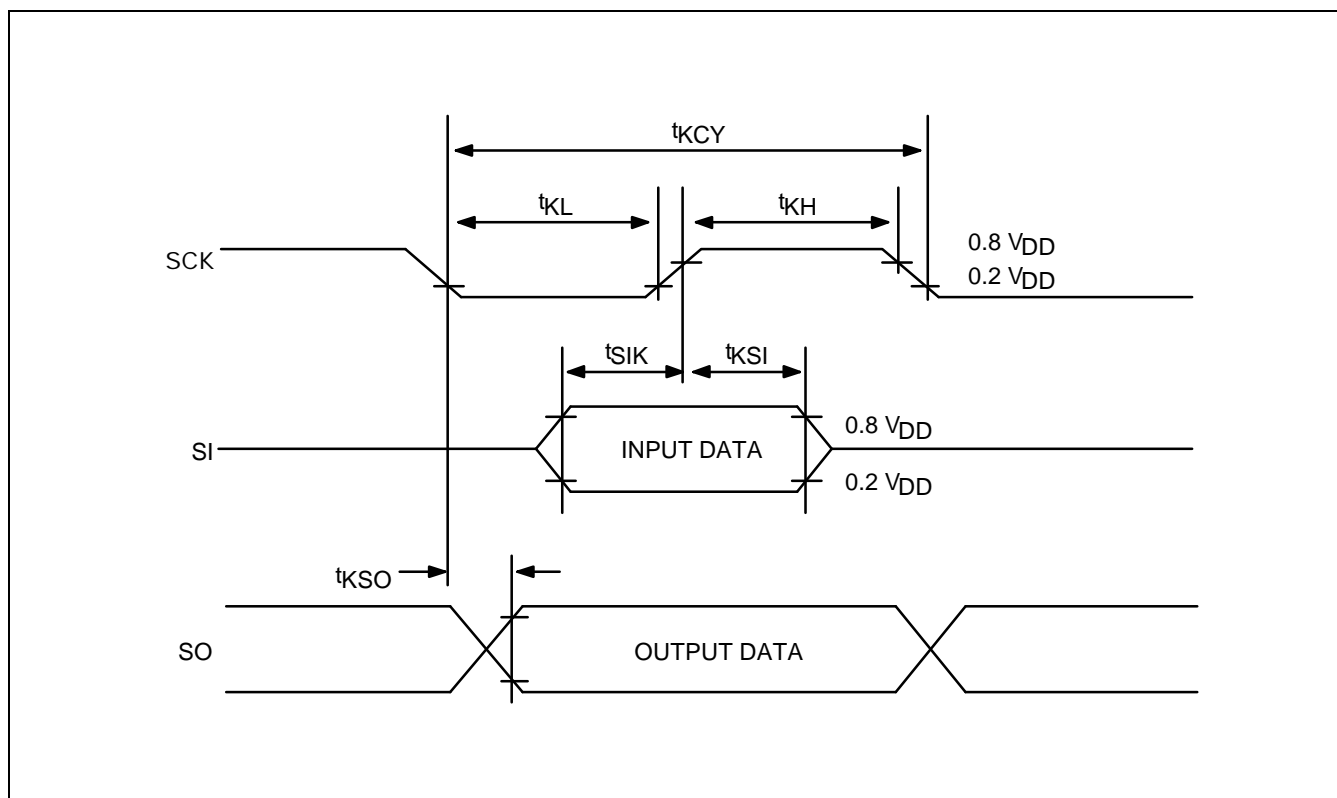 tKCY
tKL
tKH
SCK
0.8 VDD
0.2 VDD
tSIK
tKSI
SI
INPUT DATA
0.8 VDD
0.2 VDD
tKSO
SO
OUTPUT DATA